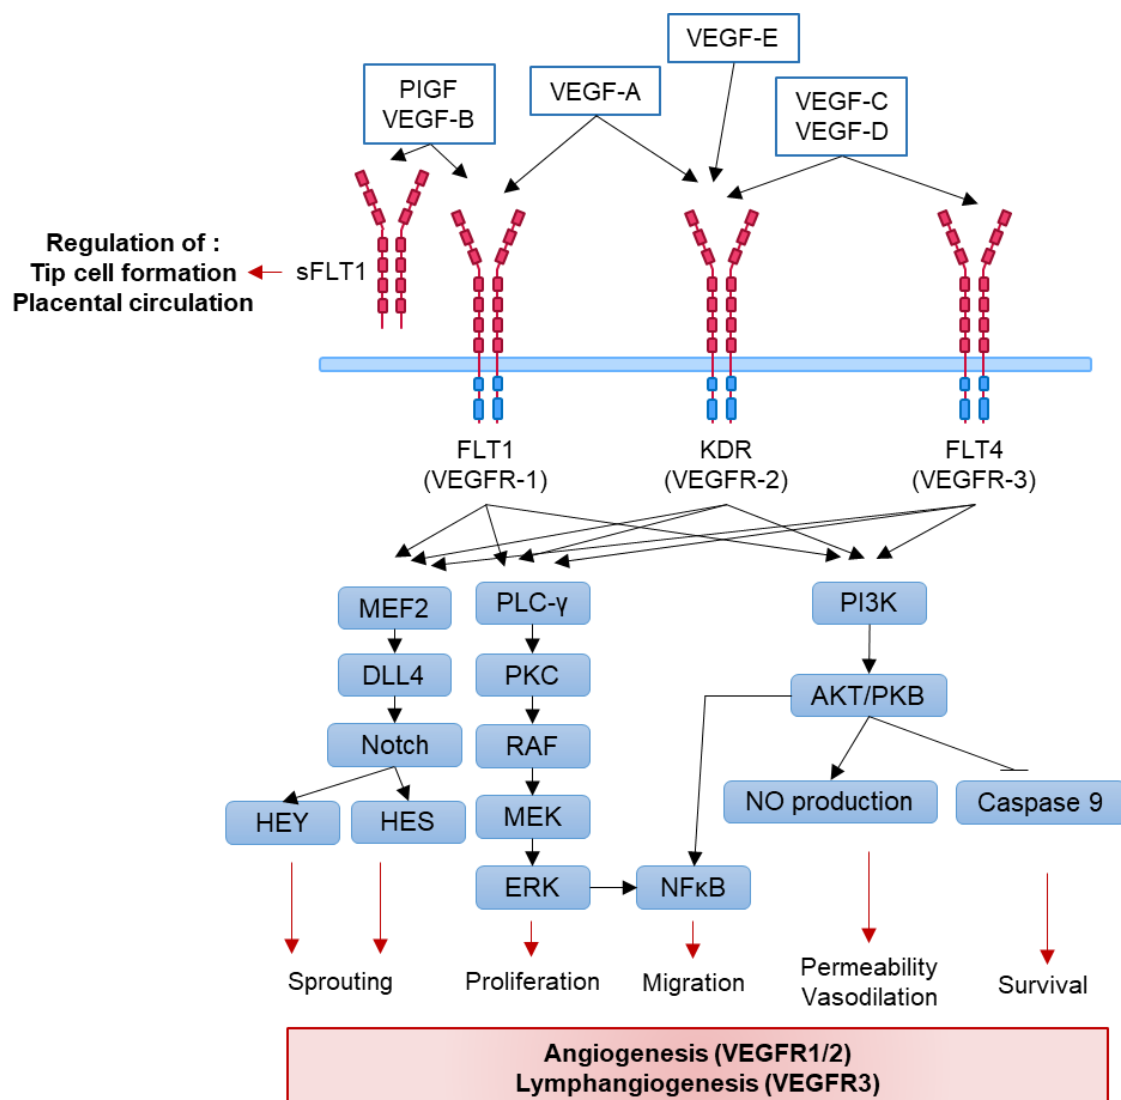 VEGF-E
PIGF
VEGF-B
VEGF-A
VEGF-C
VEGF-D
Regulation of :
Tip cell formation
Placental circulation
sFLT1
FLT1
(VEGFR-1)
KDR
(VEGFR-2)
FLT4
(VEGFR-3)
MEF2
PLC-γ
PI3K
DLL4
PKC
AKT/PKB
Notch
RAF
HEY
HES
MEK
NO production
Caspase 9
ERK
NFκB
Sprouting
Proliferation
Migration
Permeability
Vasodilation
Survival
Angiogenesis (VEGFR1/2)
Lymphangiogenesis (VEGFR3)